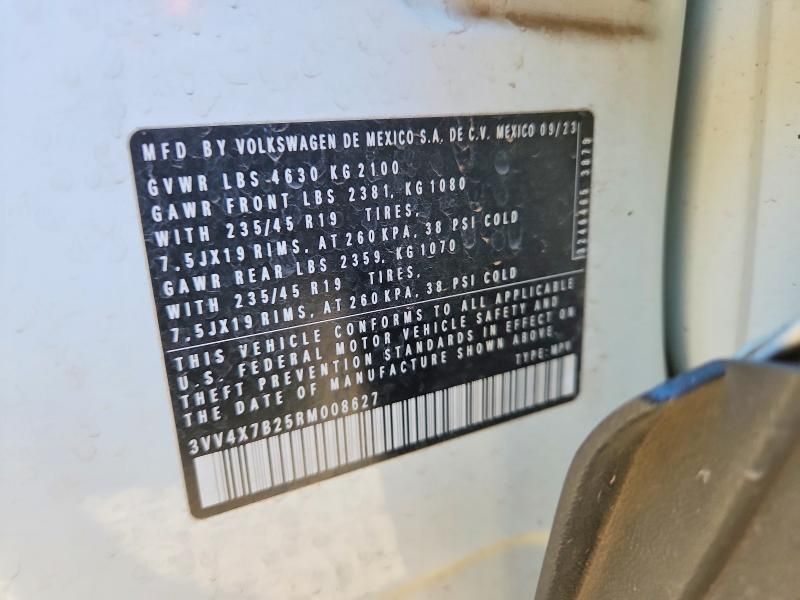 MFD BY VOLKSWAGEN DE MEXICO S.A. DE C.V. MEXICO 09/23
GVWR LBS 4630 KG 2100
GAWR FRONT LBS 2381, KG 1080
WITH 235/45 R19 TIRES,
7.5JX19 RIMS, AT 260 KPA, 38 PSI COLD
GAWR REAR LBS 2359, KG 1070
WITH 235/45 R19 TIRES,
7.5JX19 RIMS, AT 260 KPA, 38 PSI COLD
THIS VEHICLE CONFORMS TO ALL APPLICABLE
U.S. FEDERAL MOTOR VEHICLE SAFETY AND
THEFT PREVENTION STANDARDS IN EFFECT ON
THE DATE OF MANUFACTURE SHOWN ABOVE.
TYPE-MPV
3VV4X7B25RM008627
3079